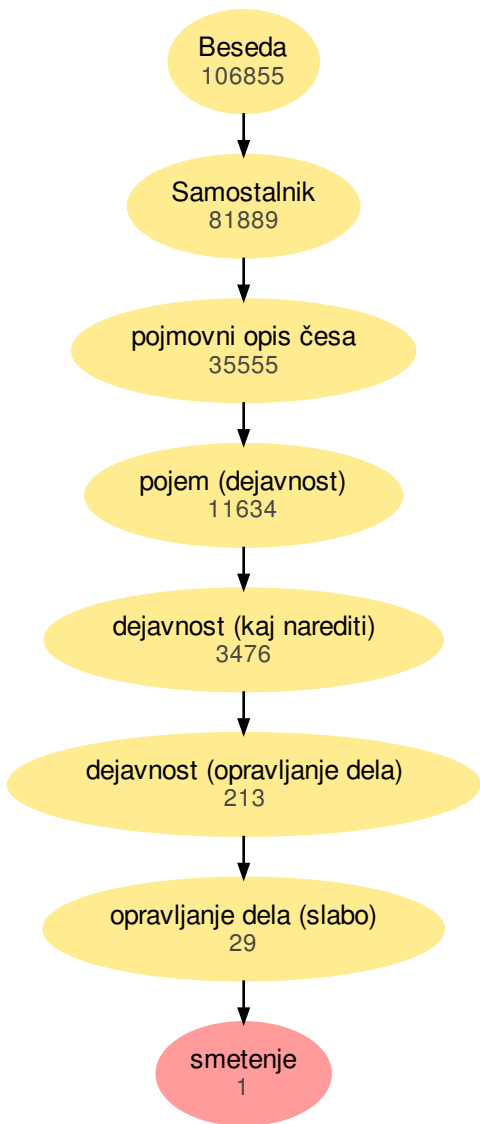 Beseda
106855
Samostalnik
81889
pojmovni opis česa
35555
pojem (dejavnost)
11634
dejavnost (kaj narediti)
3476
dejavnost (opravljanje dela)
213
opravljanje dela (slabo)
29
smetenje
1